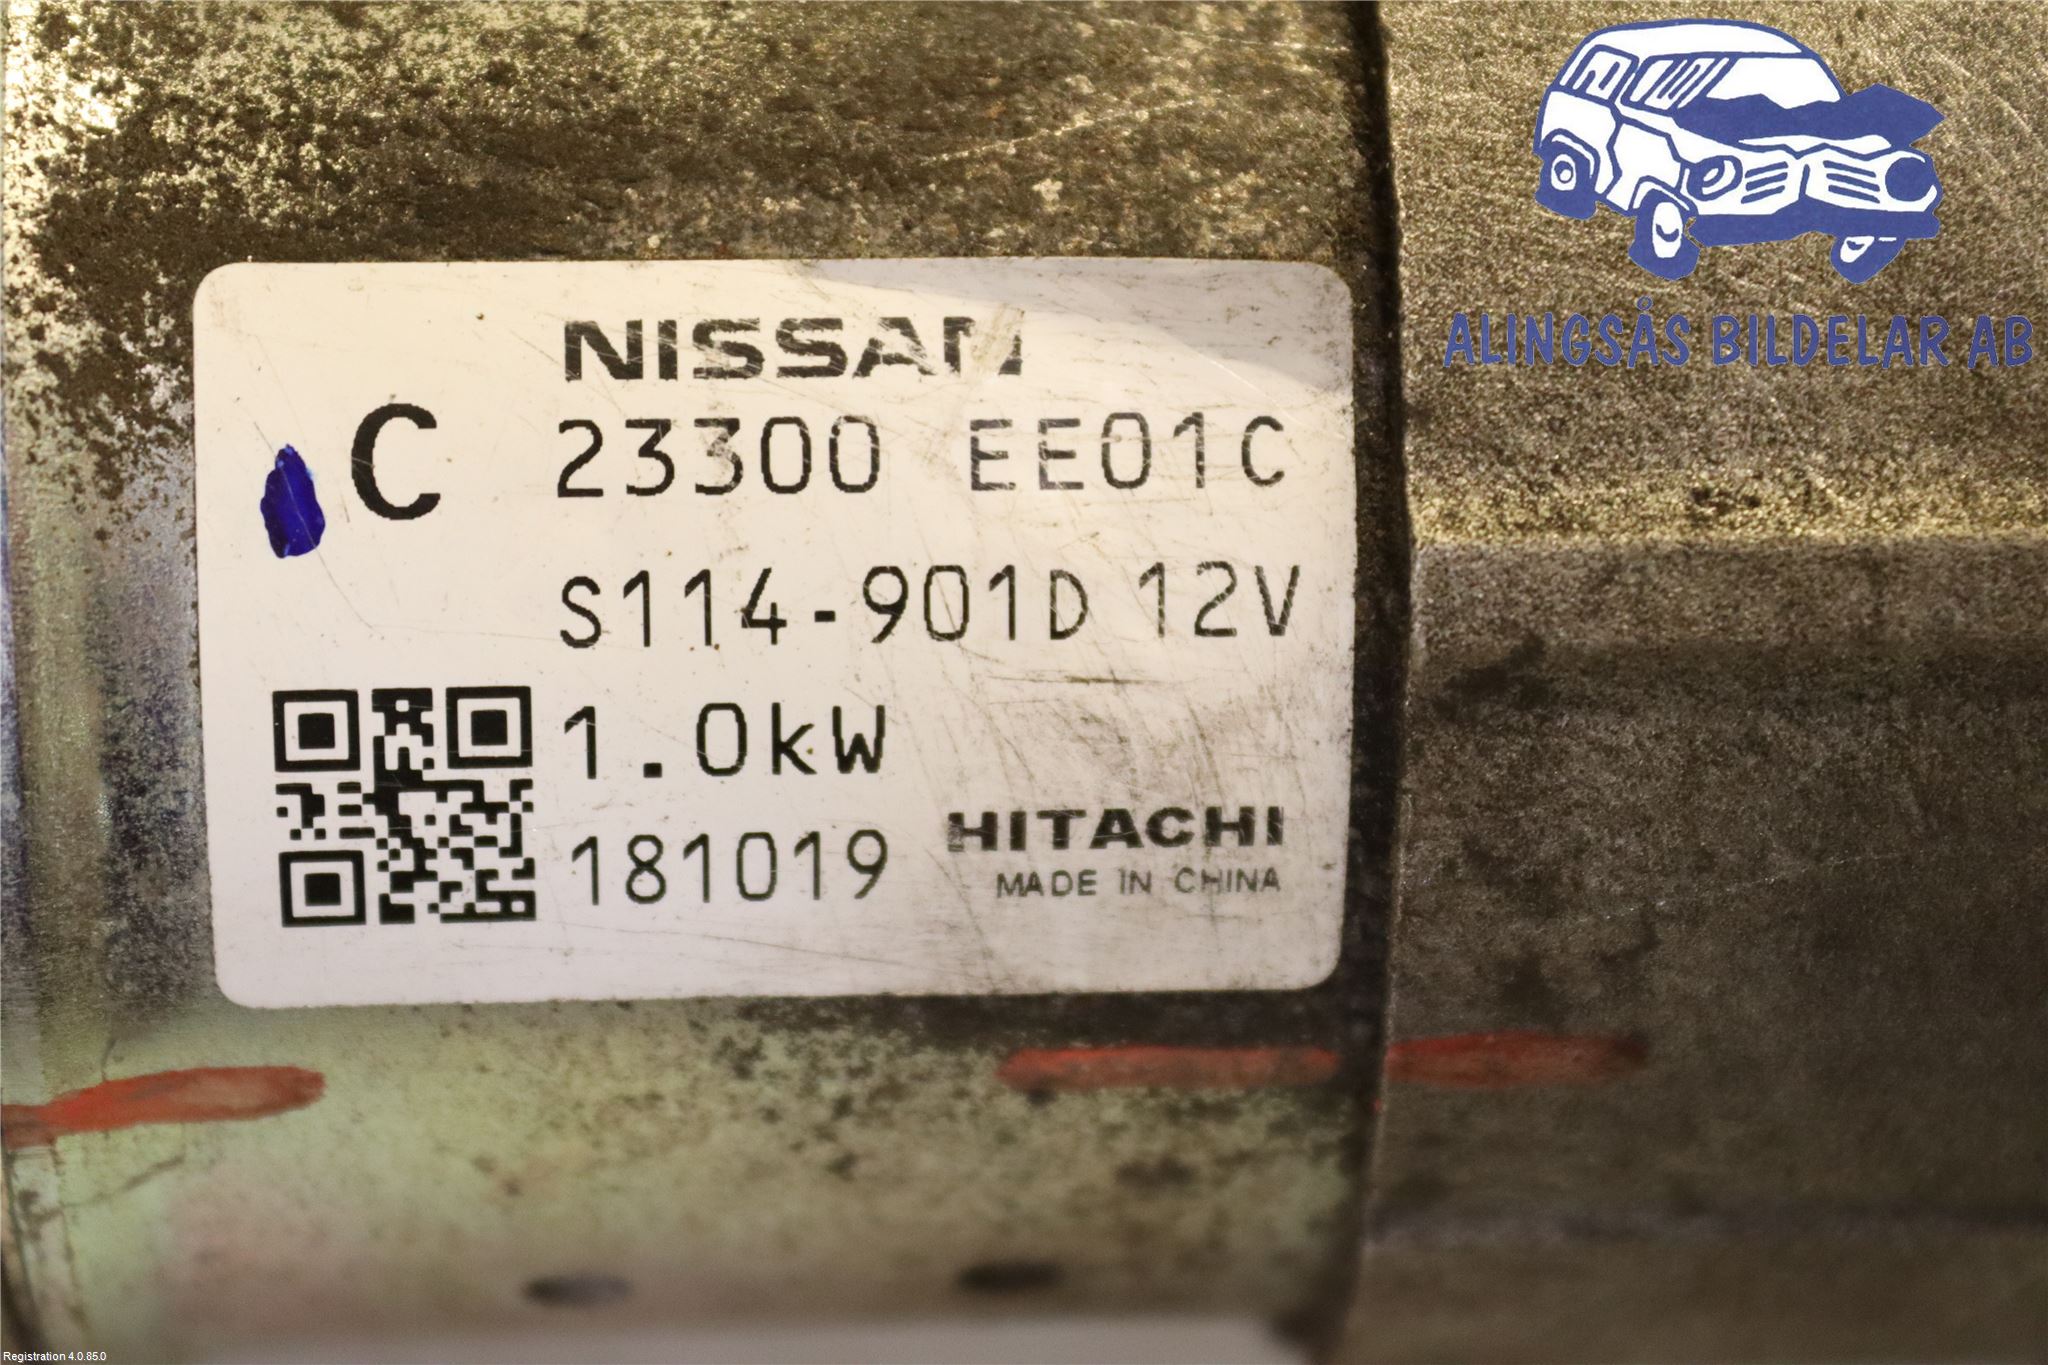 NISSAN
C 23300 EE01C
S114-901D 12V
1.0kW
181019 HITACHI
MADE IN CHINA
ALINGSÅS BILDELAR AB
Registration 4.0.85.0